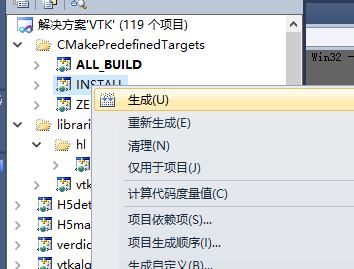 解决方案'VTK' (119 个项目)
CMakePredefinedTargets
ALL_BUILD
INSTALL
生成(U)
ZE
重新生成(E)
librari
清理(N)
hl
仅用于项目(J)
vtk
计算代码度量值(C)
H5det
项目依赖项(S)...
H5ma
项目生成顺序(I)...
verdic
生成自定义(B)...
vtkalg
Win32